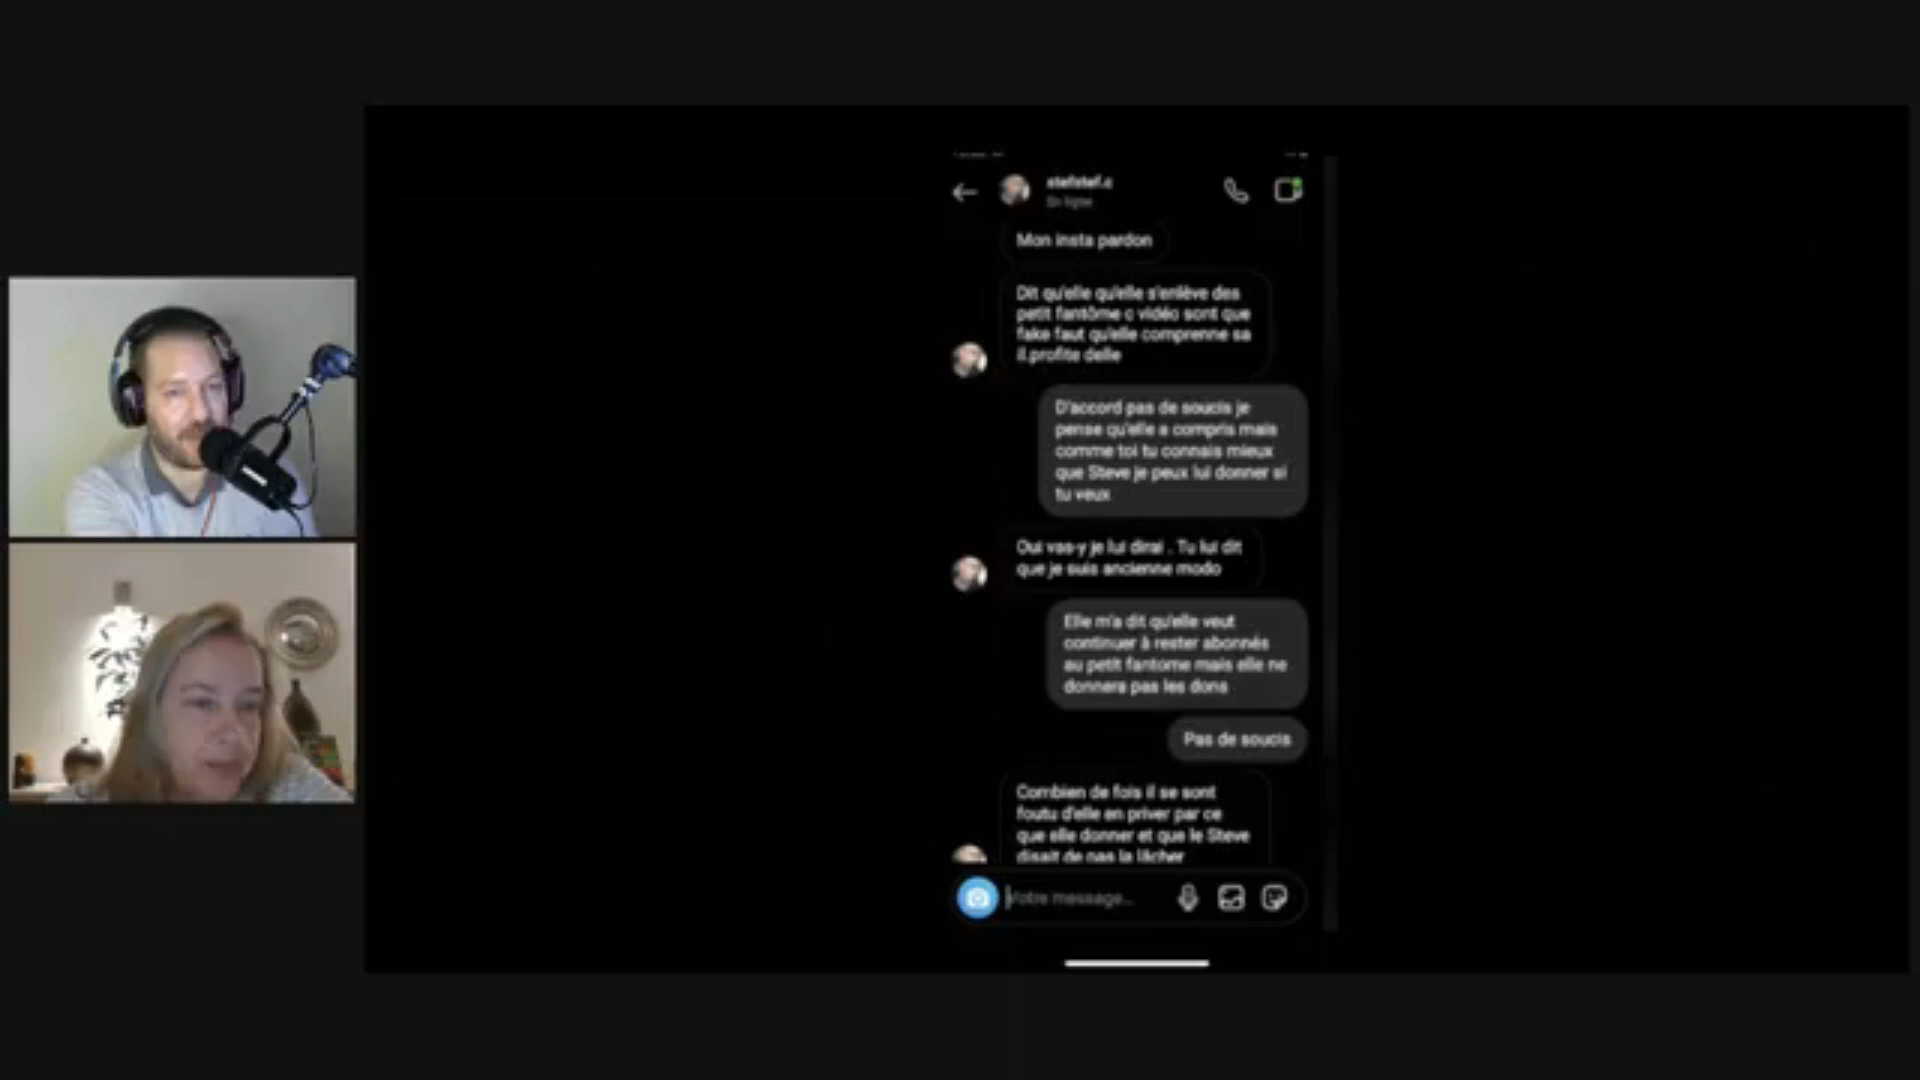 stefstef.c
En ligne
Mon insta pardon
Dit qu'elle qu'elle s'enlève des
petit fantôme c vidéo sont que
fake faut qu'elle comprenne sa
il.profite delle
D'accord pas de soucis je
pense qu'elle a compris mais
comme toi tu connais mieux
que Steve je peux lui donner si
tu veux
Oui vas-y je lui dirai . Tu lui dit
que je suis ancienne modo
Elle m'a dit qu'elle veut
continuer à rester abonnés
au petit fantome mais elle ne
donnera pas les dons
Pas de soucis
Combien de fois il se sont
foutu d'elle en priver par ce
que elle donner et que le Steve
disait de pas la lâcher
Votre message...